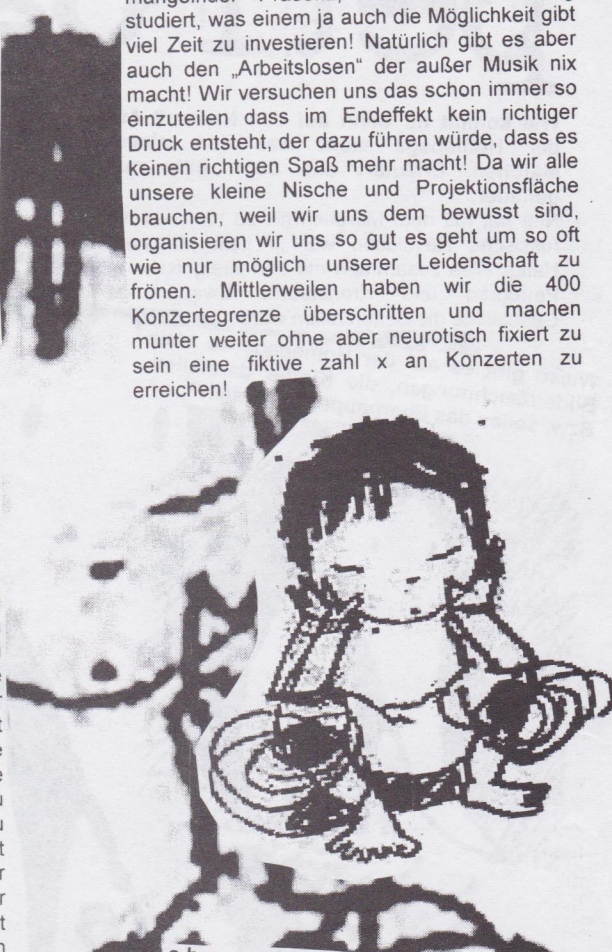 studiert, was einem ja auch die Möglichkeit gibt
viel Zeit zu investieren! Natürlich gibt es aber
auch den „Arbeitslosen" der außer Musik nix
macht! Wir versuchen uns das schon immer so
einzuteilen dass im Endeffekt kein richtiger
Druck entsteht, der dazu führen würde, dass es
keinen richtigen Spaß mehr macht! Da wir alle
unsere kleine Nische und Projektionsfläche
brauchen, weil wir uns dem bewusst sind,
organisieren wir uns so gut es geht um so oft
wie nur möglich unserer Leidenschaft zu
frönen. Mittlerweilen haben wir die 400
Konzertegrenze überschritten und machen
munter weiter ohne aber neurotisch fixiert zu
sein eine fiktive zahl x an Konzerten zu
erreichen!